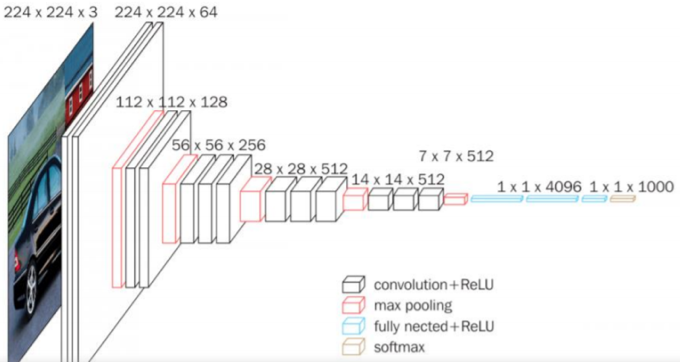 224 x 224 x 3
224 x 224 x 64
112 x 112 x 128
56 x 56 x 256
28 x 28 x 512
14 x 14 x 512
7 x 7 x 512
1 x 1 x 4096
1 x 1 x 1000
convolution+ReLU
max pooling
fully nected+ReLU
softmax